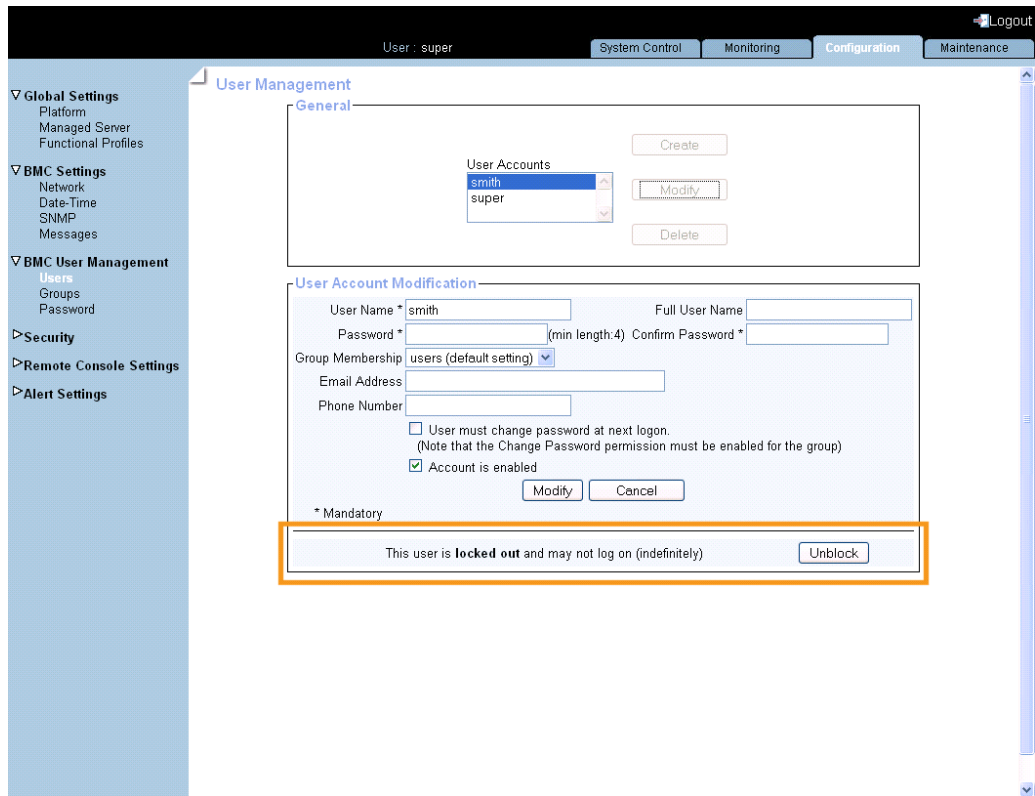 Logout
User : super
System Control
Monitoring
Configuration
Maintenance
Global Settings
Platform
Managed Server
Functional Profiles
BMC Settings
Network
Date-Time
SNMP
Messages
BMC User Management
Users
Groups
Password
Security
Remote Console Settings
Alert Settings
User Management
General
User Accounts
smith
super
Create
Modify
Delete
User Account Modification
User Name * smith
Full User Name
Password * (min length:4) Confirm Password *
Group Membership users (default setting)
Email Address
Phone Number
User must change password at next logon.
(Note that the Change Password permission must be enabled for the group)
Account is enabled
Modify Cancel
* Mandatory
This user is locked out and may not log on (indefinitely) Unblock